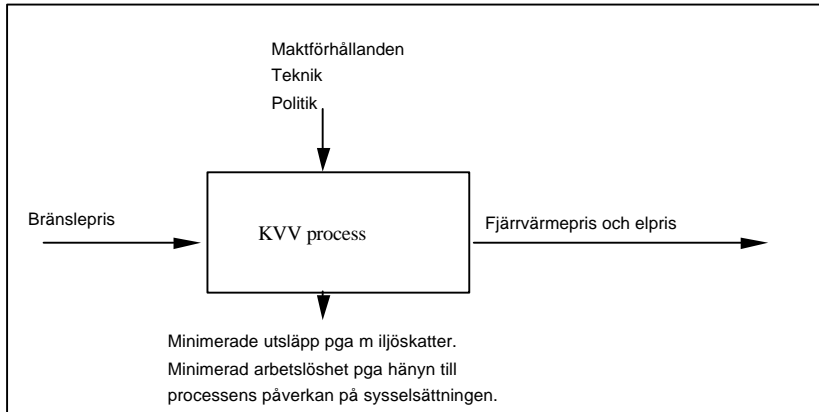 Maktförhållanden
Teknik
Politik
Bränslepris
KVV process
Fjärrvärmepris och elpris
Minimerade utsläpp pga m iljöskatter.
Minimerad arbetslöshet pga hänyn till
processens påverkan på sysselsättningen.